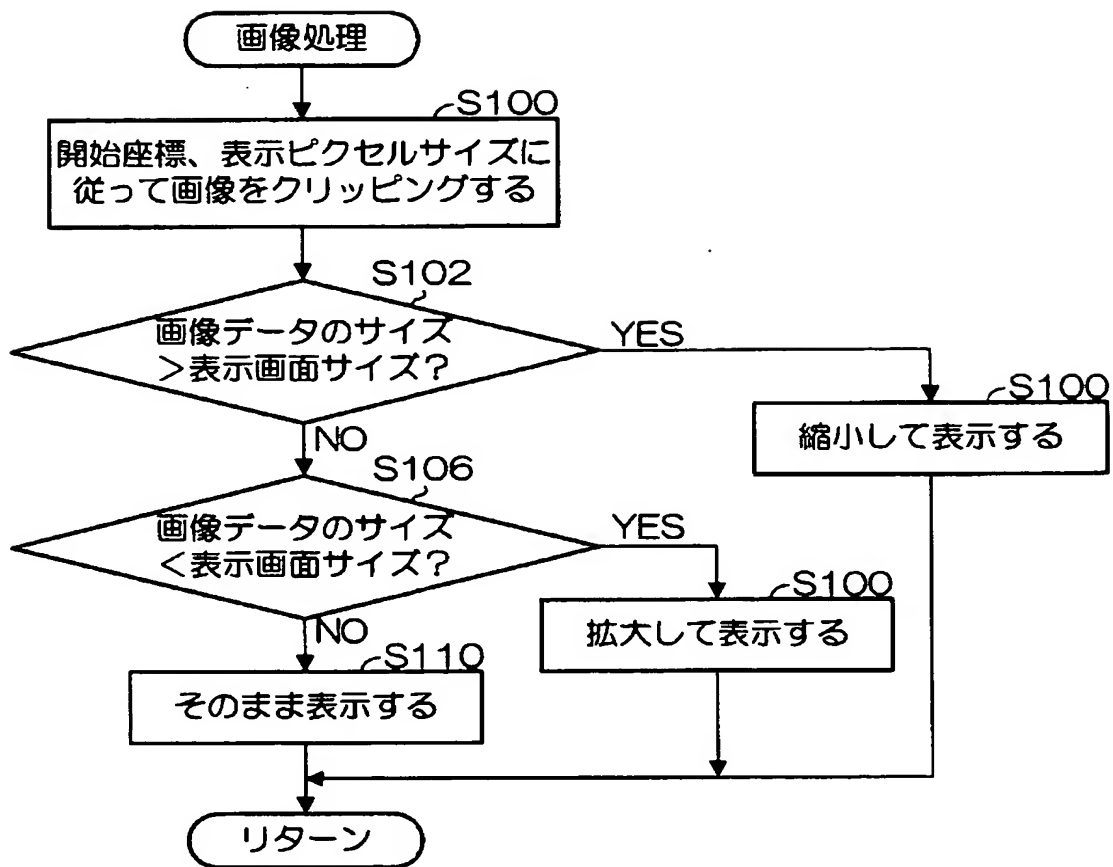 画像処理
S100
開始座標、表示ピクセルサイズに
従って画像をクリッピングする
S102
画像データのサイズ
>表示画面サイズ?
YES
S100
縮小して表示する
NO
S106
画像データのサイズ
<表示画面サイズ?
YES
S100
拡大して表示する
NO
S110
そのまま表示する
リターン